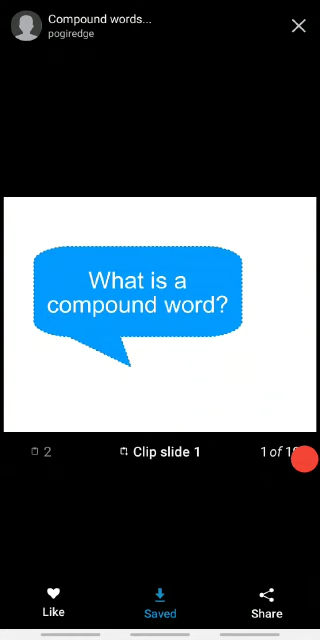 Compound words...
pogiredge
What is a
compound word?
2
Clip slide 1
1 of
Like
Saved
Share